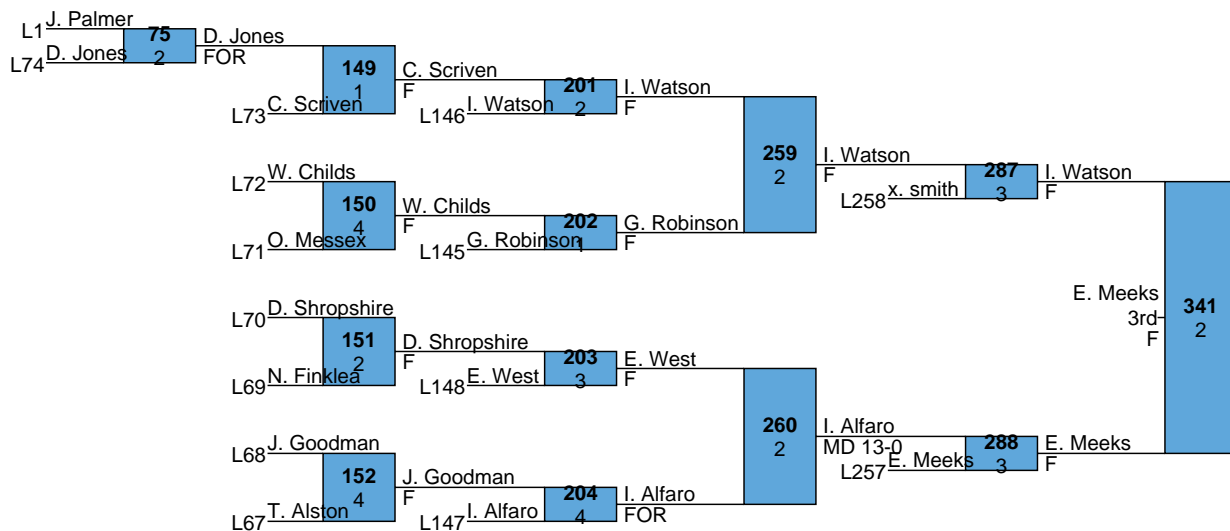 J. Palmer
L1
75
2
D. Jones
L74
D. Jones
FOR
149
1
C. Scriven
L73
C. Scriven
F
201
2
I. Watson
L146
I. Watson
F
W. Childs
L72
150
4
O. Messex
L71
W. Childs
F
202
1
G. Robinson
L145
G. Robinson
F
259
2
I. Watson
F
287
3
x. smith
L258
I. Watson
F
D. Shropshire
L70
151
2
N. Finklea
L69
D. Shropshire
F
203
3
E. West
L148
E. West
F
J. Goodman
L68
152
4
T. Alston
L67
J. Goodman
F
204
4
I. Alfaro
L147
I. Alfaro
FOR
260
2
I. Alfaro
MD 13-0
288
3
E. Meeks
L257
E. Meeks
F
E. Meeks
3rd
F
341
2